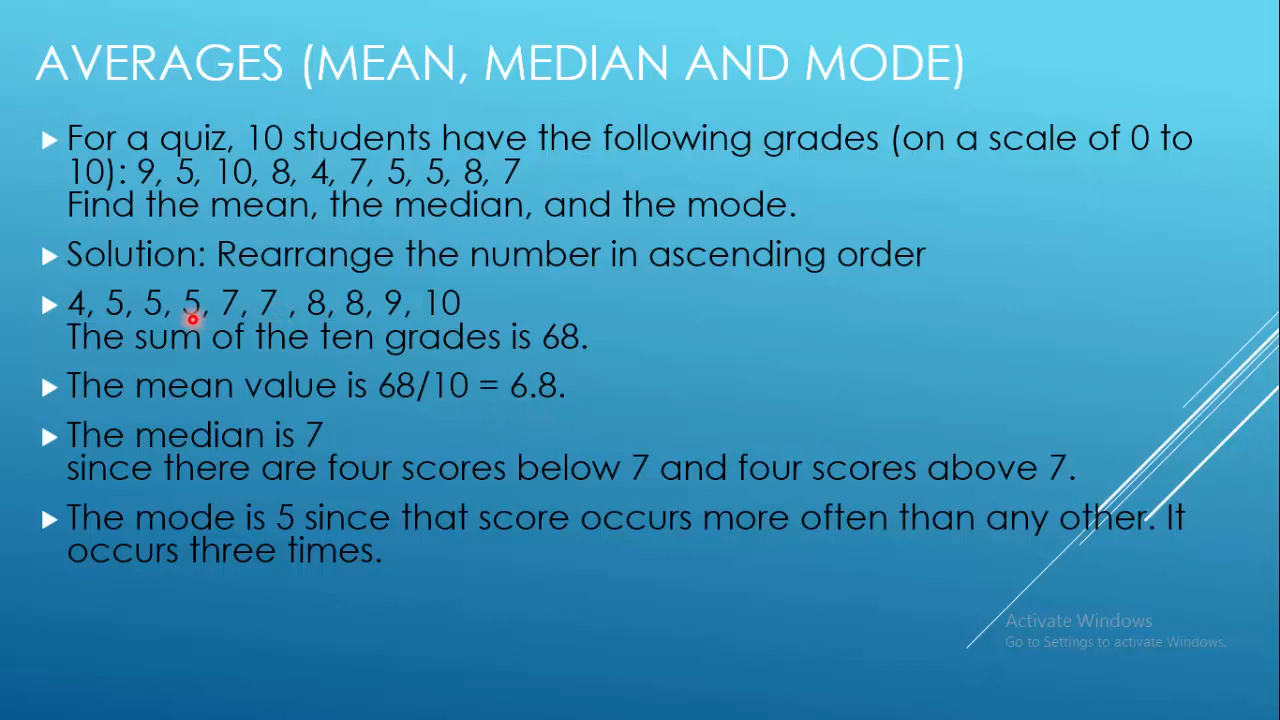 AVERAGES (MEAN, MEDIAN AND MODE)
For a quiz, 10 students have the following grades (on a scale of 0 to
10): 9, 5, 10, 8, 4, 7, 5, 5, 8, 7
Find the mean, the median, and the mode.
Solution: Rearrange the number in ascending order
4, 5, 5, 5, 7, 7 , 8, 8, 9, 10
The sum of the ten grades is 68.
The mean value is 68/10 = 6.8.
The median is 7
since there are four scores below 7 and four scores above 7.
The mode is 5 since that score occurs more often than any other. It
occurs three times.
Activate Windows
Go to Settings to activate Windows.